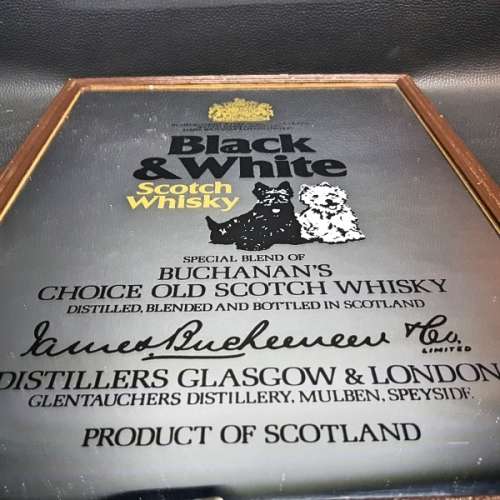 Black
& White
Scotch
Whisky
SPECIAL BLEND OF
BUCHANAN'S
CHOICE OLD SCOTCH WHISKY
DISTILLED, BLENDED AND BOTTLED IN SCOTLAND
James Buchanan & Co.
LIMITED
DISTILLERS GLASGOW & LONDON
GLENTAUCHERS DISTILLERY, MULBEN, SPEYSIDE.
PRODUCT OF SCOTLAND